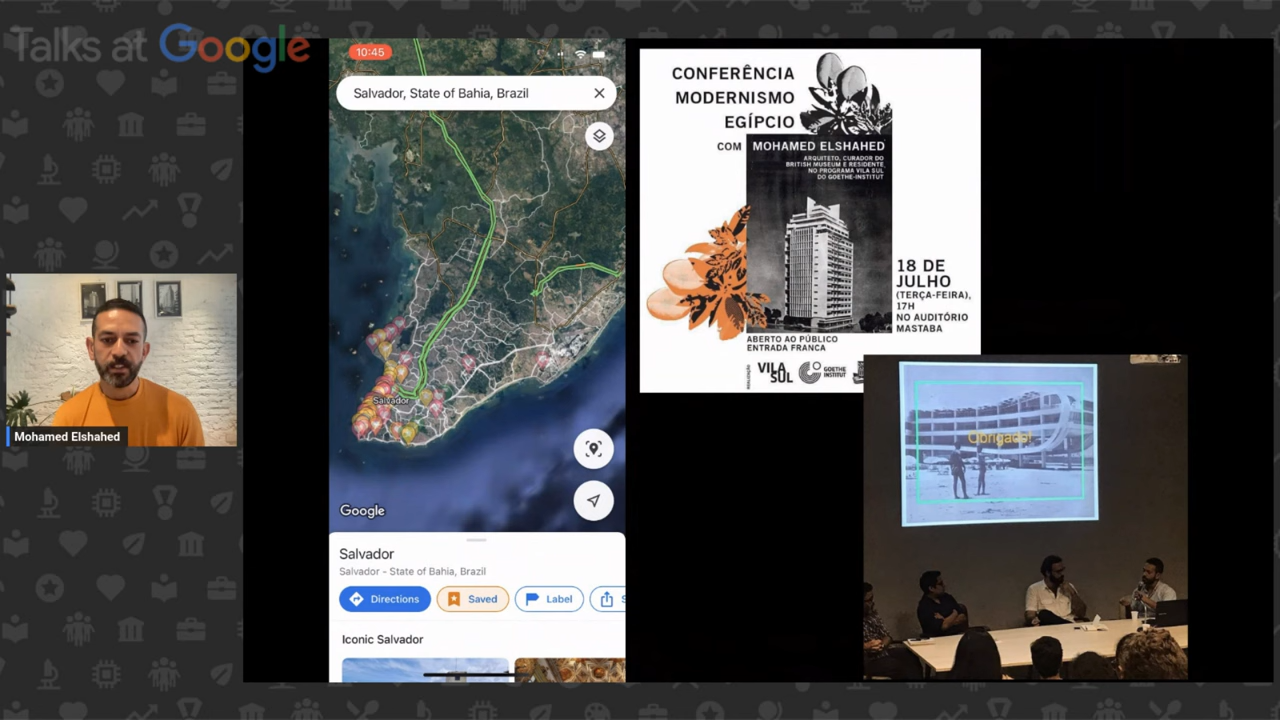 Talks at Google
10:45
Salvador, State of Bahia, Brazil
Salvador
Google
Salvador
Salvador - State of Bahia, Brazil
Directions
Saved
Label
Iconic Salvador
CONFERÊNCIA
MODERNISMO
EGÍPCIO
COM MOHAMED ELSHAHED
ARQUITETO, CURADOR DO
BRITISH MUSEUM E RESIDENTE
NO PROGRAMA VILA SUL
DO GOETHE-INSTITUT
18 DE
JULHO
(TERÇA-FEIRA),
17H
NO AUDITÓRIO
MASTABA
ABERTO AO PÚBLICO
ENTRADA FRANCA
REALIZAÇÃO
VILA
SUL
GOETHE
INSTITUT
Obrigado!
Mohamed Elshahed